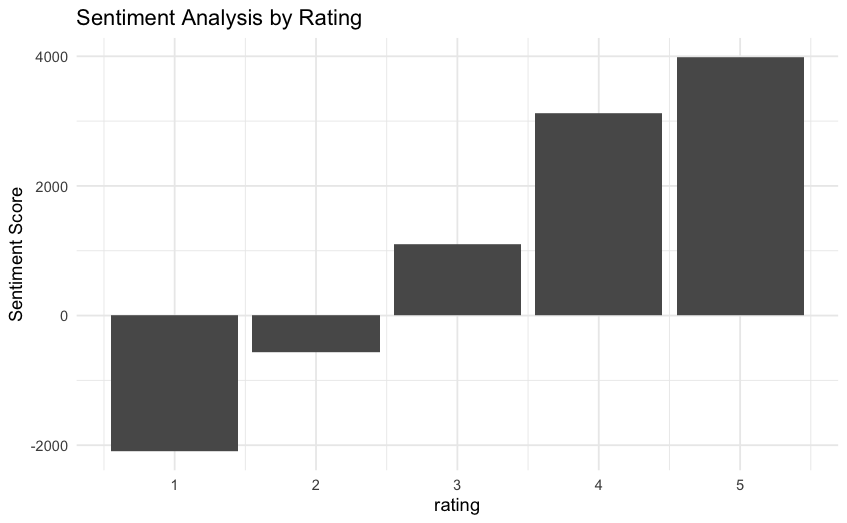 Sentiment Analysis by Rating
Sentiment Score
4000
2000
0
-2000
1 2 3 4 5
rating